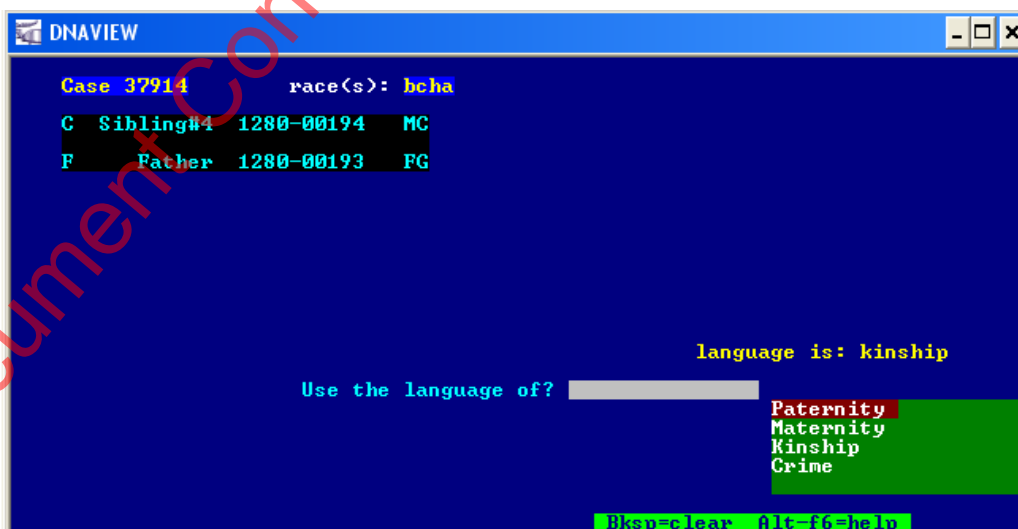 DNAVIEW
Case 37914 race(s): bcha
C Sibling#4 1280-00194 MC
F Father 1280-00193 FG
language is: kinship
Use the language of?
Paternity
Maternity
Kinship
Crime
Bksp=clear Alt-f6=help